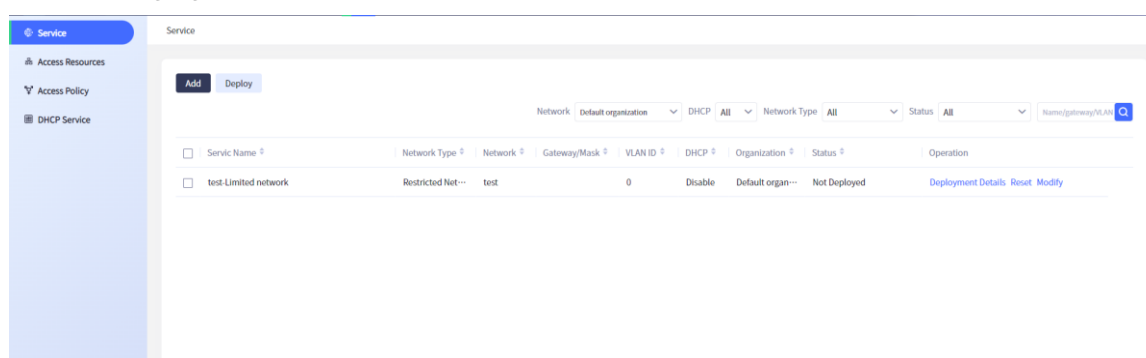 Service
Access Resources
Access Policy
DHCP Service
Service
Add Deploy
Network Default organization DHCP All Network Type All Status All Name/gateway/VLAN
Servic Name Network Type Network Gateway/Mask VLAN ID DHCP Organization Status Operation
test-Limited network Restricted Net··· test 0 Disable Default organ··· Not Deployed Deployment Details Reset Modify